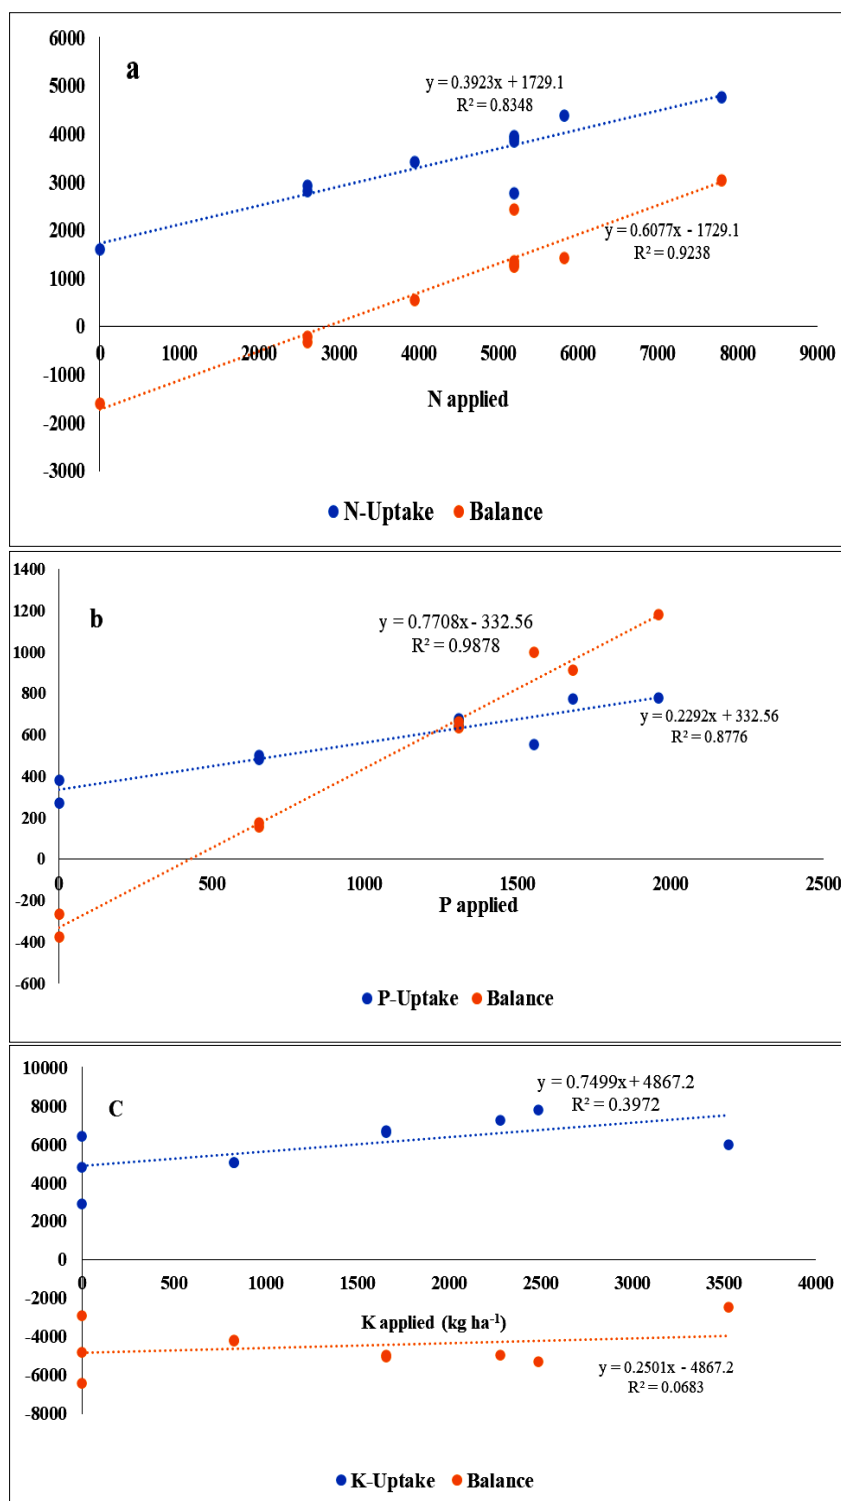 6000
a
5000
y = 0.3923x + 1729.1
R² = 0.8348
4000
3000
2000
y = 0.6077x - 1729.1
R² = 0.9238
1000
0
0 1000 2000 3000 4000 5000 6000 7000 8000 9000
-1000
N applied
-2000
-3000
N-Uptake Balance
1400
1200
b
y = 0.7708x - 332.56
R² = 0.9878
1000
800
y = 0.2292x + 332.56
R² = 0.8776
600
400
200
0
0 500 1000 1500 2000 2500
P applied
-200
-400
-600
P-Uptake Balance
10000
y = 0.7499x + 4867.2
R² = 0.3972
8000
C
6000
4000
2000
0
0 500 1000 1500 2000 2500 3000 3500 4000
-2000
K applied (kg ha⁻¹)
-4000
y = 0.2501x - 4867.2
R² = 0.0683
-6000
-8000
K-Uptake Balance